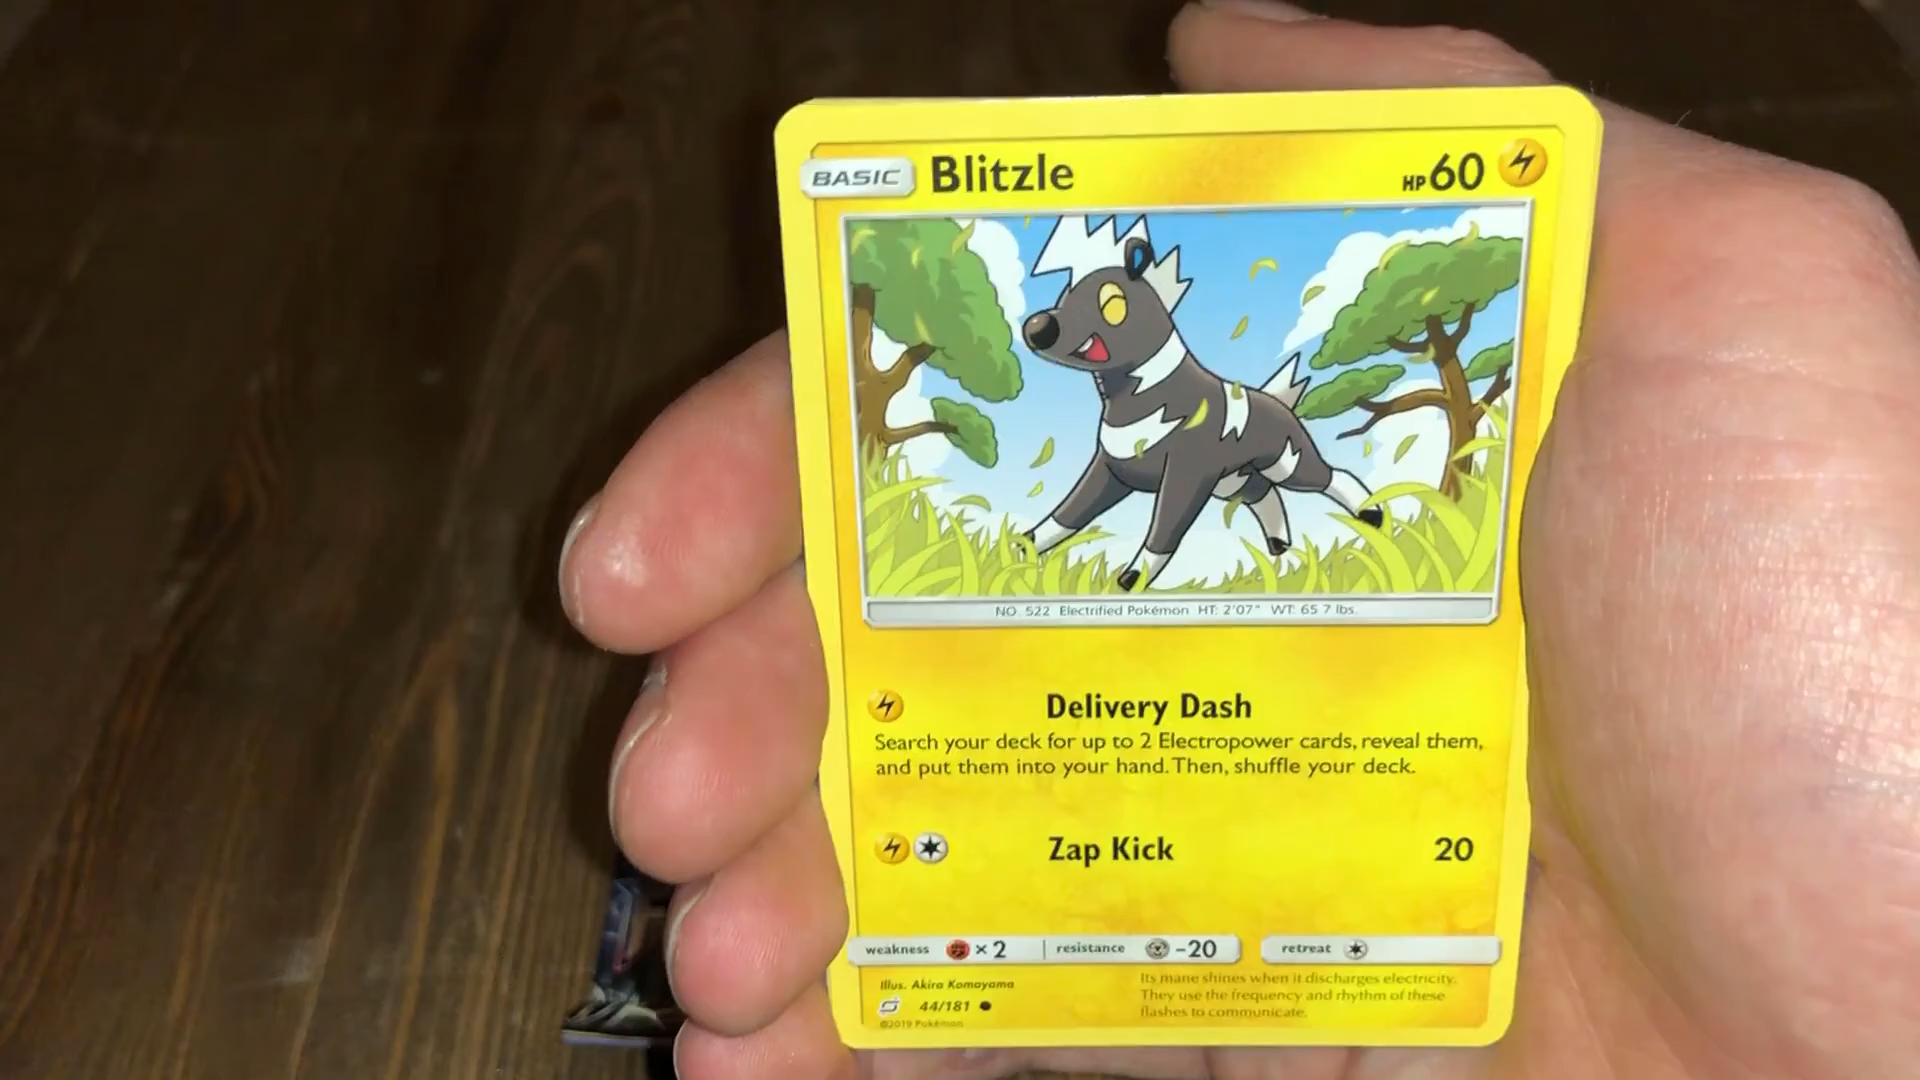 BASIC Blitzle HP60
NO. 522 Electrified Pokémon HT: 2'07" WT: 65.7 lbs.
Delivery Dash
Search your deck for up to 2 Electropower cards, reveal them,
and put them into your hand. Then, shuffle your deck.
Zap Kick 20
weakness ×2 resistance -20 retreat
Illus. Akira Komayama
44/181
©2019 Pokémon
Its mane shines when it discharges electricity.
They use the frequency and rhythm of these
flashes to communicate.